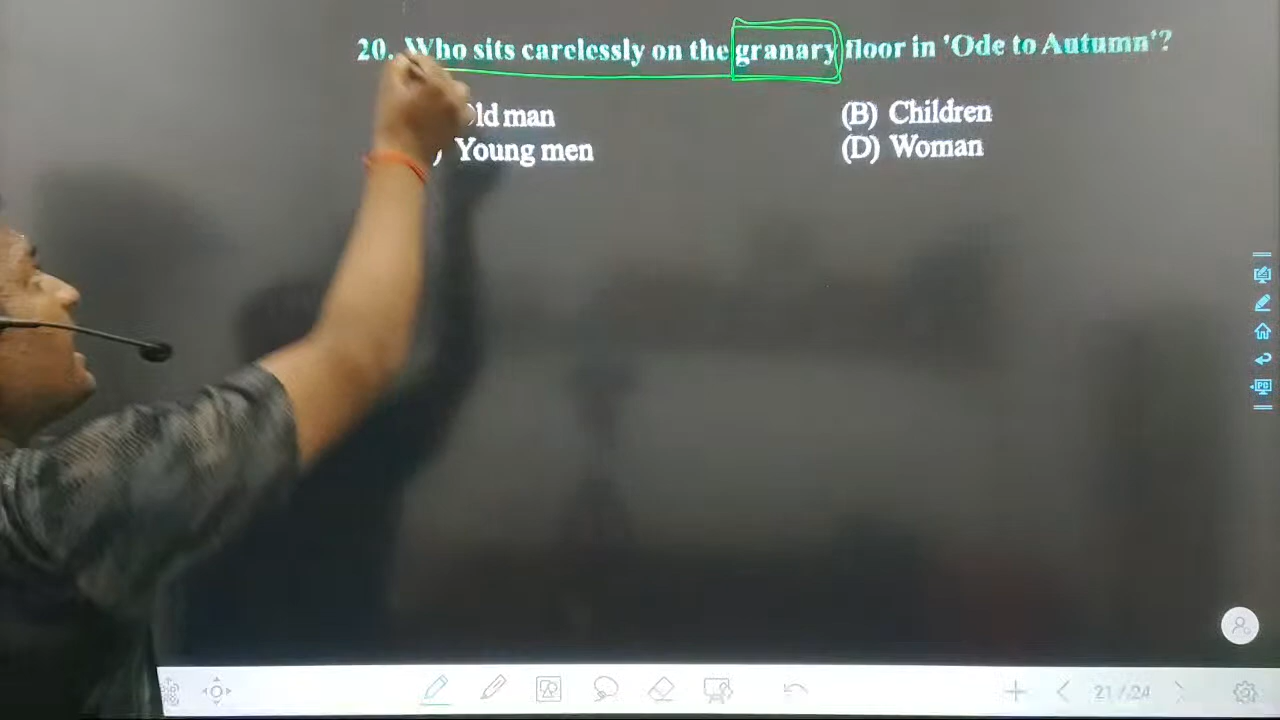 20. Who sits carelessly on the granary floor in 'Ode to Autumn'?
ld man
(B) Children
) Young men
(D) Woman
21 / 24